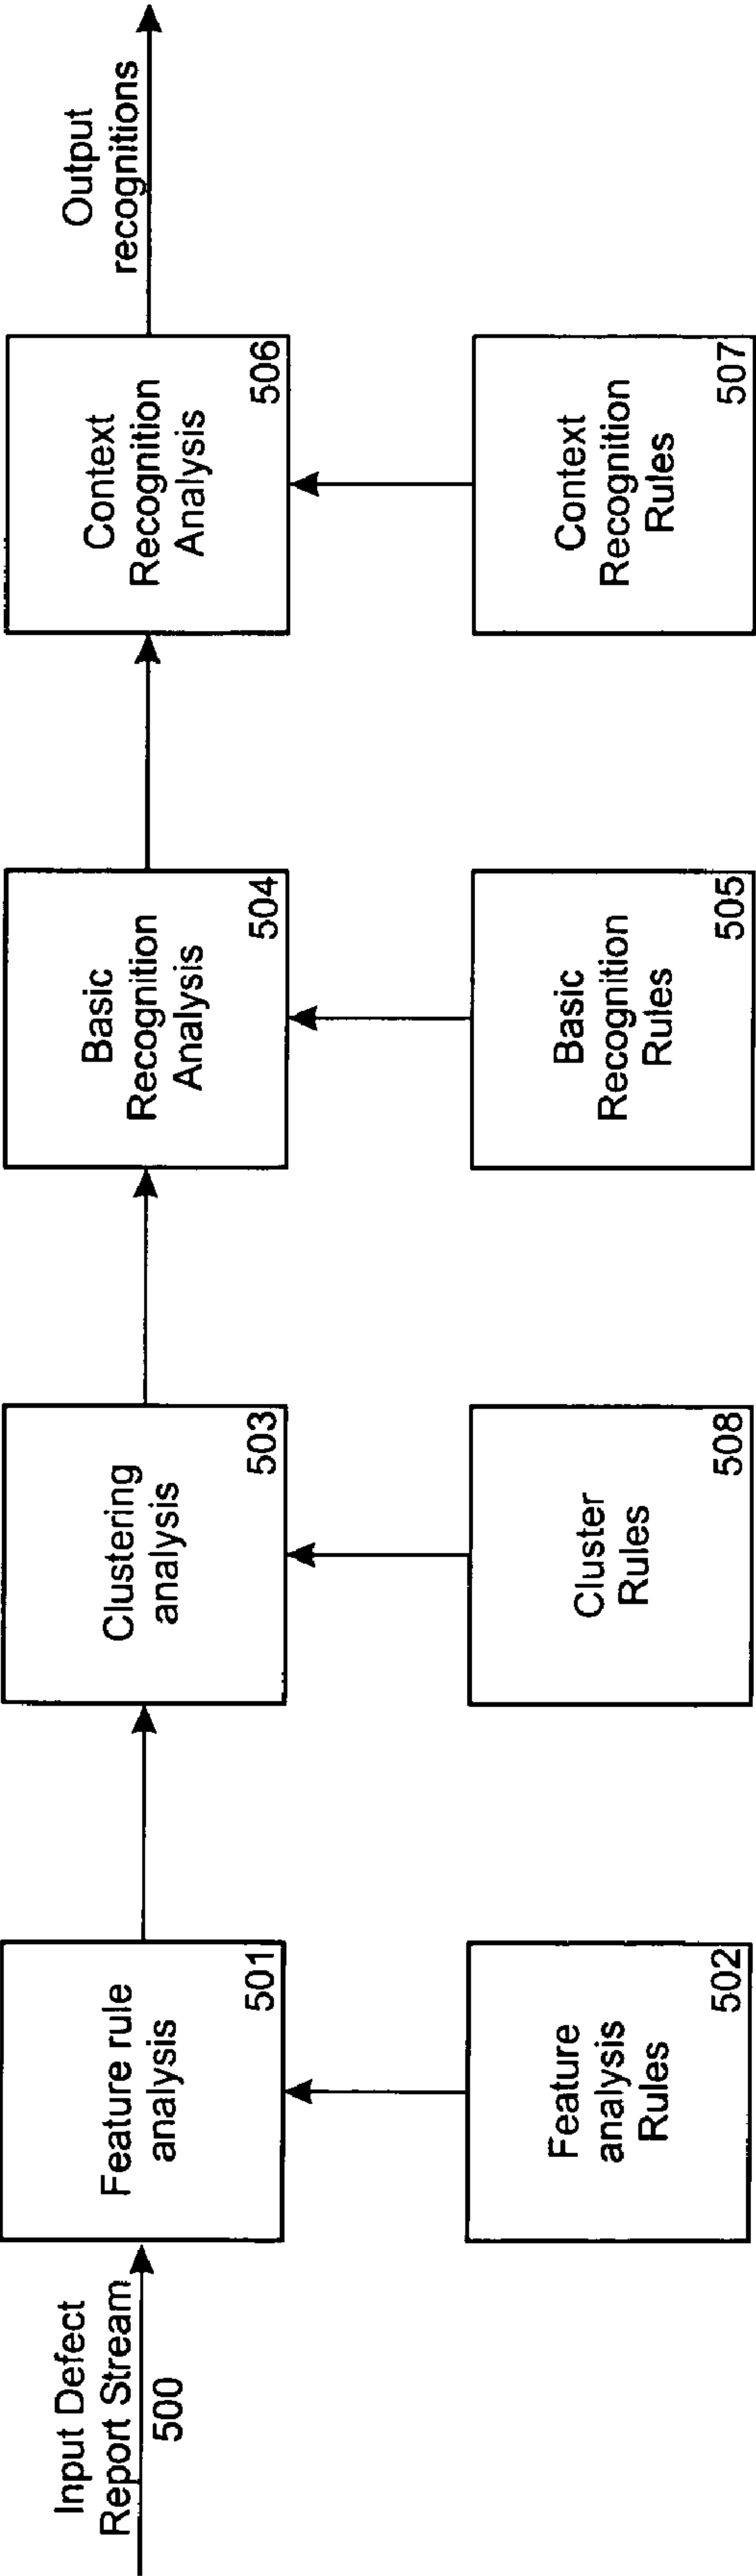 Input Defect
Report Stream
500
Feature rule
analysis
501
Clustering
analysis
503
Basic
Recognition
Analysis
504
Context
Recognition
Analysis
506
Output
recognitions
Feature
analysis
Rules
502
Cluster
Rules
508
Basic
Recognition
Rules
505
Context
Recognition
Rules
507